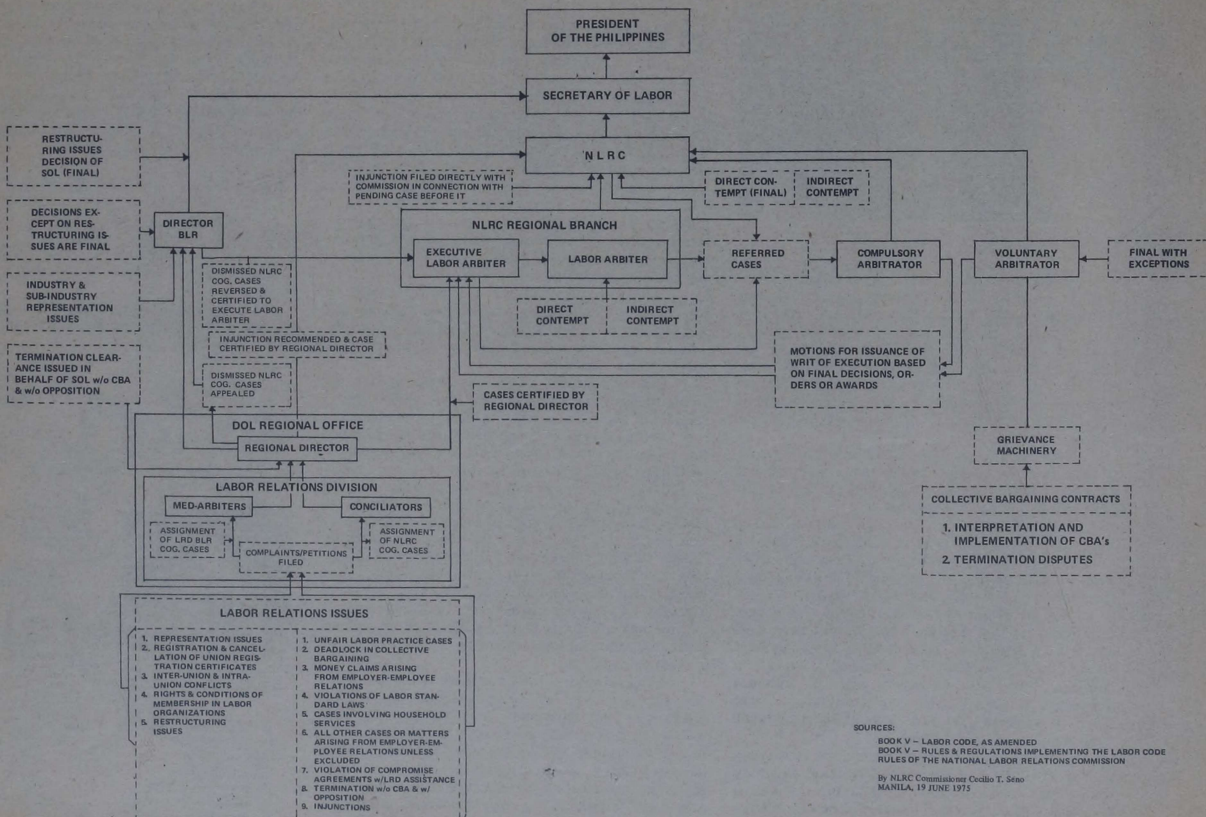 PRESIDENT
OF THE PHILIPPINES
SECRETARY OF LABOR
NLRC
RESTRUCTU-
RING ISSUES
DECISION OF
SOL (FINAL)
INJUNCTION FILED DIRECTLY WITH
COMMISSION IN CONNECTION WITH
PENDING CASE BEFORE IT
DIRECT CON-
TEMPT (FINAL)
INDIRECT
CONTEMPT
DECISIONS EX-
CEPT ON RES-
TRUCTURING IS-
SUES ARE FINAL
DIRECTOR
BLR
NLRC REGIONAL BRANCH
EXECUTIVE
LABOR ARBITER
LABOR ARBITER
REFERRED
CASES
COMPULSORY
ARBITRATOR
VOLUNTARY
ARBITRATOR
FINAL WITH
EXCEPTIONS
INDUSTRY &
SUB-INDUSTRY
REPRESENTATION
ISSUES
DISMISSED NLRC
COG. CASES
REVERSED &
CERTIFIED TO
EXECUTE LABOR
ARBITER
DIRECT
CONTEMPT
INDIRECT
CONTEMPT
INJUNCTION RECOMMENDED & CASE
CERTIFIED BY REGIONAL DIRECTOR
TERMINATION CLEAR-
ANCE ISSUED IN
BEHALF OF SOL w/o CBA
& w/o OPPOSITION
DISMISSED NLRC
COG. CASES
APPEALED
MOTIONS FOR ISSUANCE OF
WRIT OF EXECUTION BASED
ON FINAL DECISIONS, OR-
DERS OR AWARDS
CASES CERTIFIED BY
REGIONAL DIRECTOR
DOL REGIONAL OFFICE
REGIONAL DIRECTOR
GRIEVANCE
MACHINERY
LABOR RELATIONS DIVISION
MED-ARBITERS
CONCILIATORS
ASSIGNMENT
OF LRD BLR
COG. CASES
COMPLAINTS/PETITIONS
FILED
ASSIGNMENT
OF NLRC
COG. CASES
COLLECTIVE BARGAINING CONTRACTS
1. INTERPRETATION AND
IMPLEMENTATION OF CBA's
2. TERMINATION DISPUTES
LABOR RELATIONS ISSUES
1. REPRESENTATION ISSUES
2. REGISTRATION & CANCEL-
LATION OF UNION REGIS-
TRATION CERTIFICATES
3. INTER-UNION & INTRA-
UNION CONFLICTS
4. RIGHTS & CONDITIONS OF
MEMBERSHIP IN LABOR
ORGANIZATIONS
5. RESTRUCTURING
ISSUES
1. UNFAIR LABOR PRACTICE CASES
2. DEADLOCK IN COLLECTIVE
BARGAINING
3. MONEY CLAIMS ARISING
FROM EMPLOYER-EMPLOYEE
RELATIONS
4. VIOLATIONS OF LABOR STAN-
DARD LAWS
5. CASES INVOLVING HOUSEHOLD
SERVICES
6. ALL OTHER CASES OR MATTERS
ARISING FROM EMPLOYER-EM-
PLOYEE RELATIONS UNLESS
EXCLUDED
7. VIOLATION OF COMPROMISE
AGREEMENTS w/LRD ASSISTANCE
8. TERMINATION w/o CBA & w/
OPPOSITION
9. INJUNCTIONS
SOURCES:
BOOK V – LABOR CODE, AS AMENDED
BOOK V – RULES & REGULATIONS IMPLEMENTING THE LABOR CODE
RULES OF THE NATIONAL LABOR RELATIONS COMMISSION
By NLRC Commissioner Cecilio T. Seno
MANILA, 19 JUNE 1975